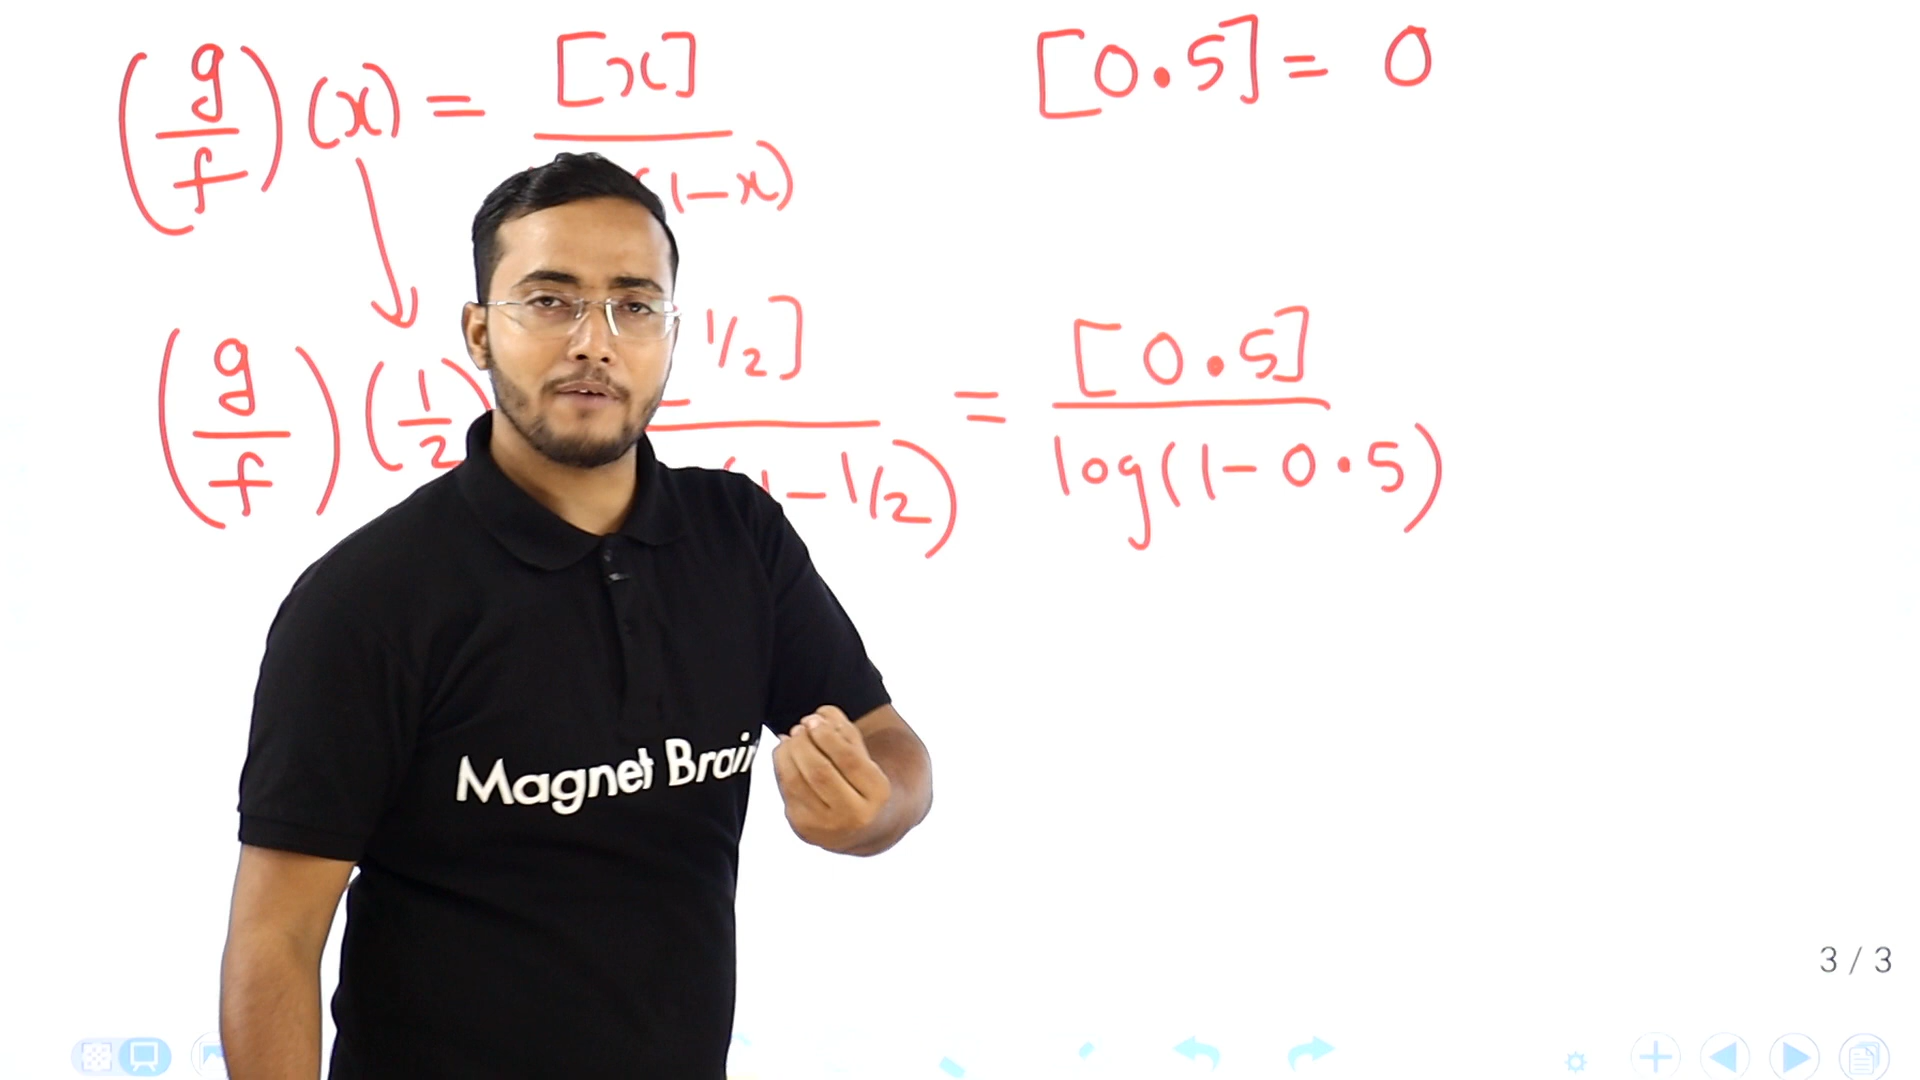 (g/f)(x) = [x] / (1-x)
[0.5] = 0
(g/f)(1/2) 1/2] / (1-1/2) = [0.5] / log(1-0.5)
Magnet Brain
3 / 3